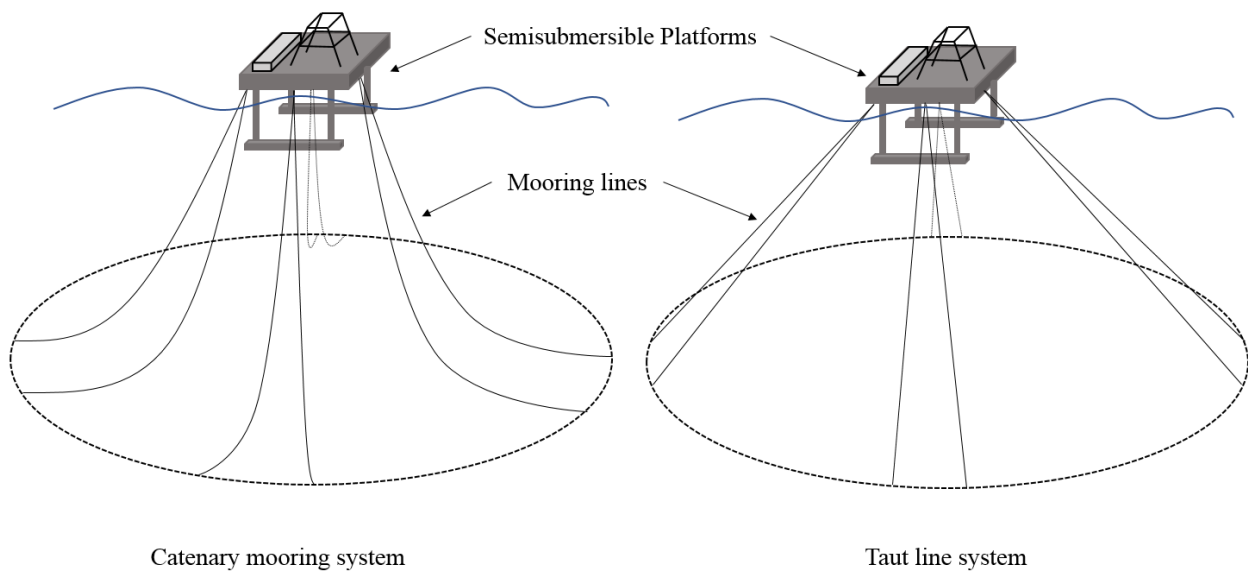 Semisubmersible Platforms
Mooring lines
Catenary mooring system
Taut line system